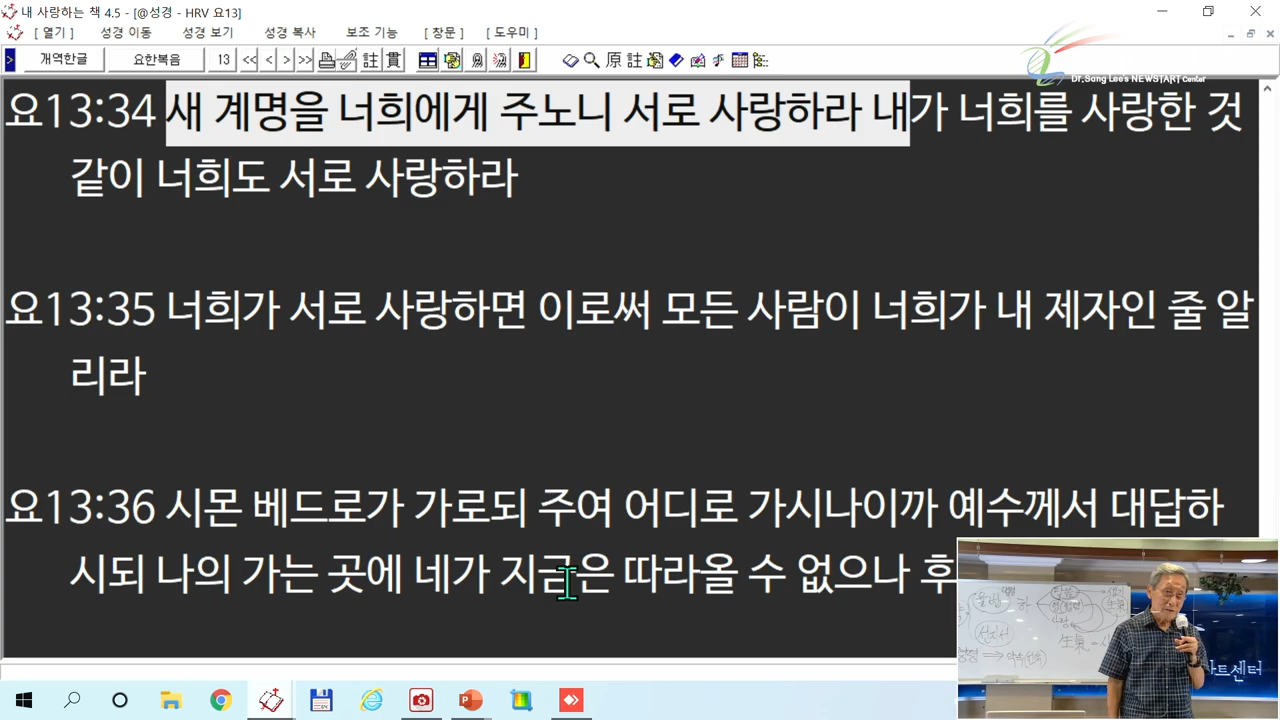 내 사랑하는 책 4.5 - [@성경 - HRV 요13]
[ 열기 ] 성경 이동 성경 보기 성경 복사 보조 기능 [ 창문 ] [ 도우미 ]
개역한글 요한복음 13 << < > >> 註 貫 原 註
Dr.Sang Lee's NEWSTART Center
요13:34 새 계명을 너희에게 주노니 서로 사랑하라 내가 너희를 사랑한 것
같이 너희도 서로 사랑하라
요13:35 너희가 서로 사랑하면 이로써 모든 사람이 너희가 내 제자인 줄 알
리라
요13:36 시몬 베드로가 가로되 주여 어디로 가시나이까 예수께서 대답하
시되 나의 가는 곳에 네가 지금은 따라올 수 없으나 후
生氣
트센터